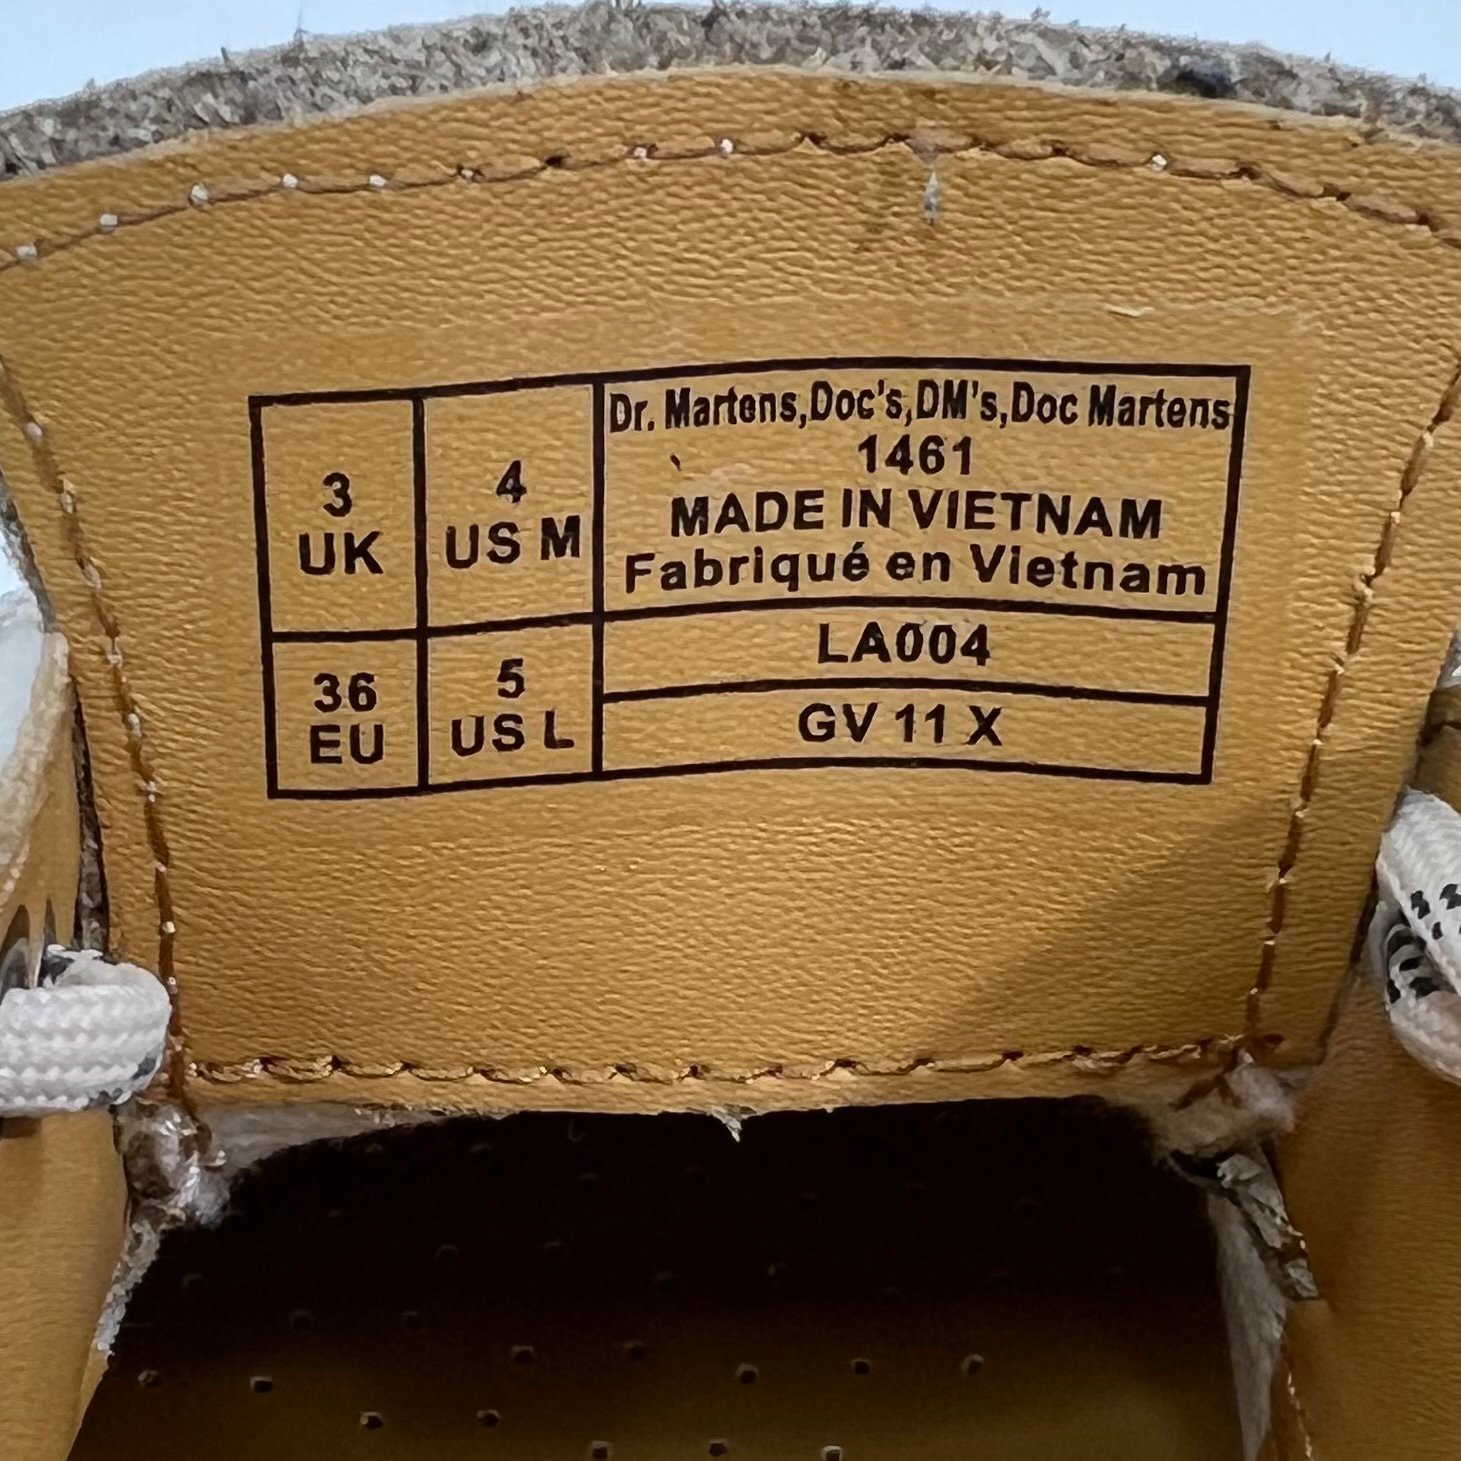 3
UK
4
US M
36
EU
5
US L
Dr. Martens,Doc's,DM's,Doc Martens
1461
MADE IN VIETNAM
Fabriqué en Vietnam
LA004
GV 11 X